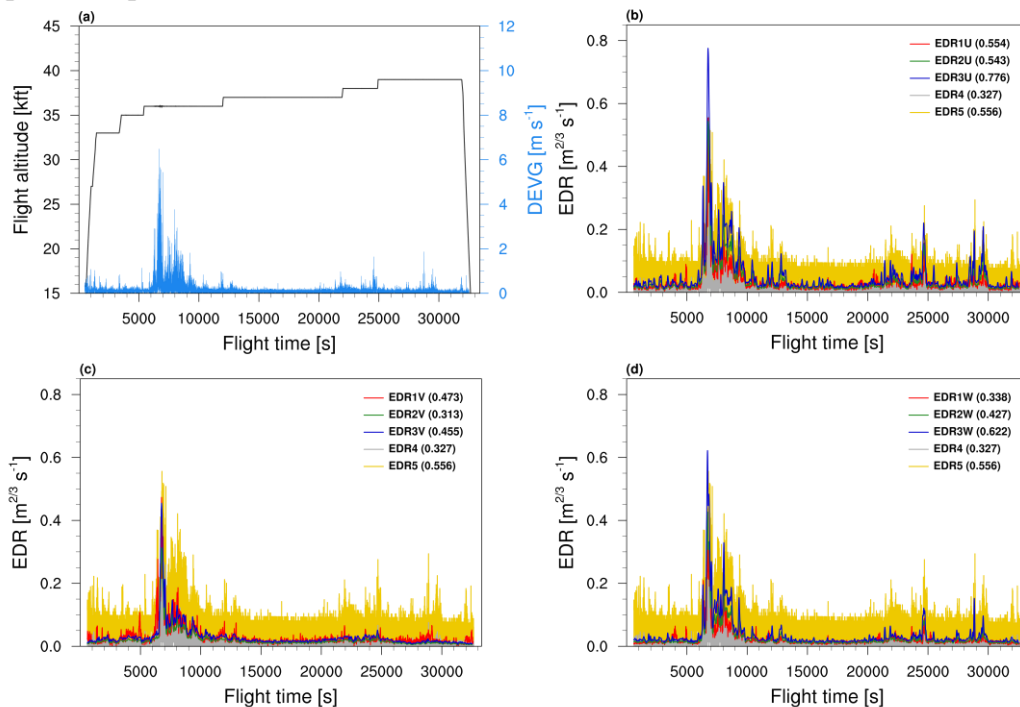 (a)
45
40
35
30
25
20
15
Flight altitude [kft]
12
10
8
6
4
2
0
DEVG [m s⁻¹]
5000 10000 15000 20000 25000 30000
Flight time [s]
(b)
0.8
0.6
0.4
0.2
0.0
EDR [m²ᐟ³ s⁻¹]
EDR1U (0.554)
EDR2U (0.543)
EDR3U (0.776)
EDR4 (0.327)
EDR5 (0.556)
5000 10000 15000 20000 25000 30000
Flight time [s]
(c)
0.8
0.6
0.4
0.2
0.0
EDR [m²ᐟ³ s⁻¹]
EDR1V (0.473)
EDR2V (0.313)
EDR3V (0.455)
EDR4 (0.327)
EDR5 (0.556)
5000 10000 15000 20000 25000 30000
Flight time [s]
(d)
0.8
0.6
0.4
0.2
0.0
EDR [m²ᐟ³ s⁻¹]
EDR1W (0.338)
EDR2W (0.427)
EDR3W (0.622)
EDR4 (0.327)
EDR5 (0.556)
5000 10000 15000 20000 25000 30000
Flight time [s]